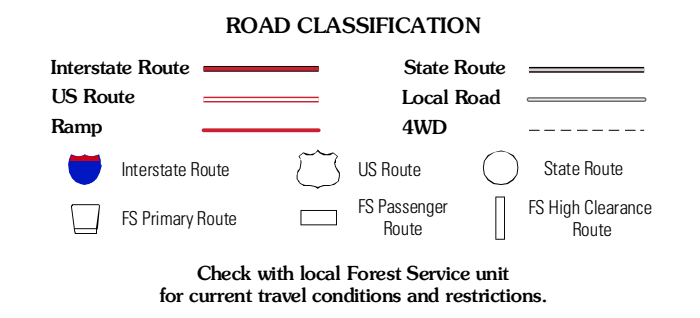 ROAD CLASSIFICATION
Interstate Route
State Route
US Route
Local Road
Ramp
4WD
Interstate Route
US Route
State Route
FS Primary Route
FS Passenger
Route
FS High Clearance
Route
Check with local Forest Service unit
for current travel conditions and restrictions.